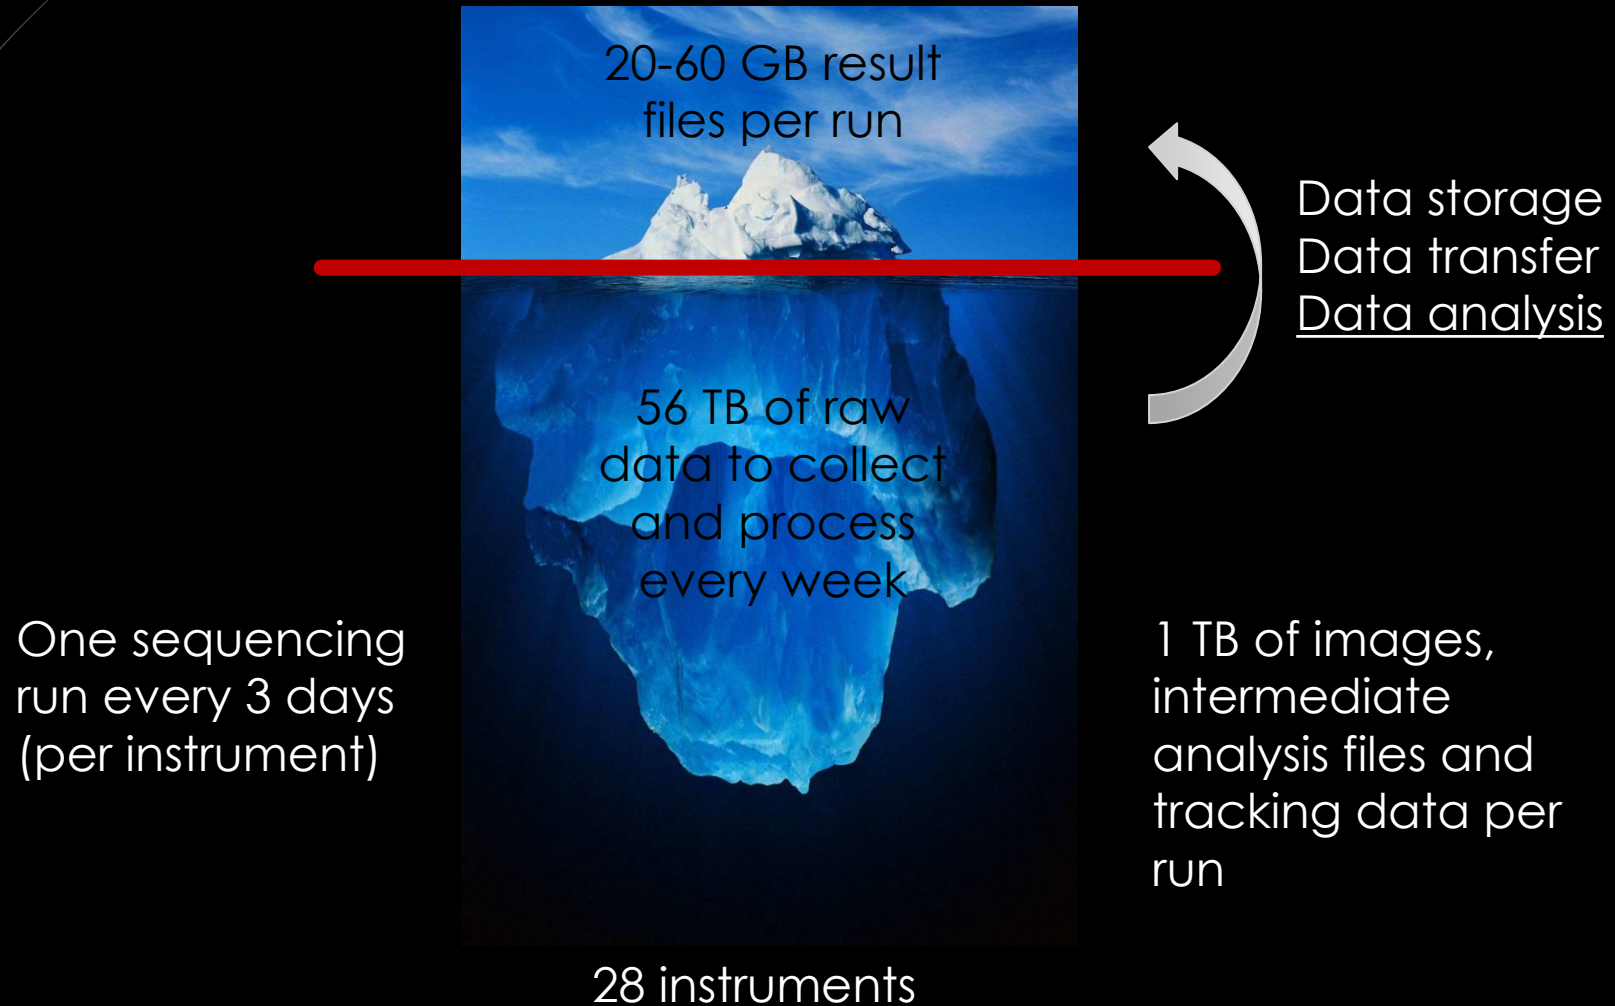 20-60 GB result
files per run
Data storage
Data transfer
Data analysis
56 TB of raw
data to collect
and process
every week
One sequencing
run every 3 days
(per instrument)
1 TB of images,
intermediate
analysis files and
tracking data per
run
28 instruments